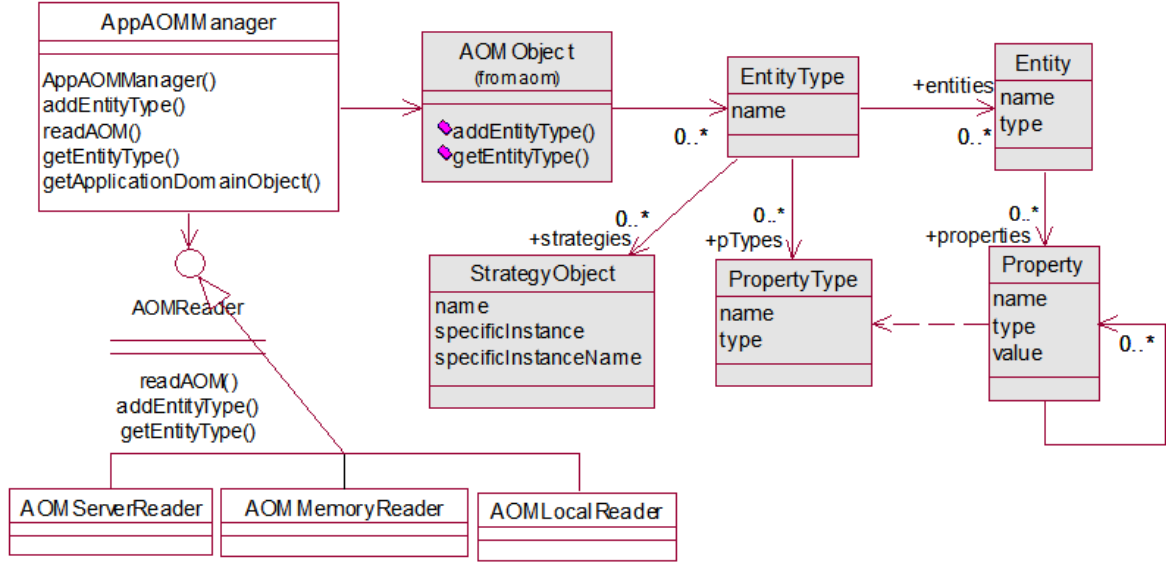 AppAOMManager
AppAOMManager()
addEntityType()
readAOM()
getEntityType()
getApplicationDomainObject()
AOMObject
(from aom)
addEntityType()
getEntityType()
0..*
EntityType
name
+entities
0..*
Entity
name
type
0..*
+strategies
0..*
+pTypes
0..*
+properties
StrategyObject
name
specificInstance
specificInstanceName
PropertyType
name
type
Property
name
type
value
0..*
AOMReader
readAOM()
addEntityType()
getEntityType()
AOMServerReader
AOMMemoryReader
AOMLocalReader